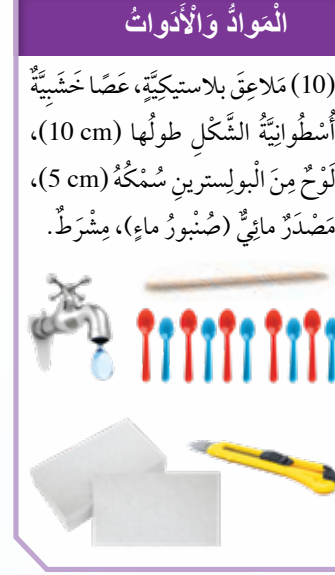 الْمَوادُّ وَالْأَدَواتُ
(10) مَلاعِقَ بلاستيكِيَّةٍ، عَصًا خَشَبِيَّةٌ
أُسْطُوانِيَّةُ الشَّكْلِ طولُها (10 cm)،
لَوْحٌ مِنَ الْبولِسترينِ سُمْكُهُ (5 cm)،
مَصْدَرٌ مائِيٌّ (صُنْبورُ ماءٍ)، مِشْرَطٌ.